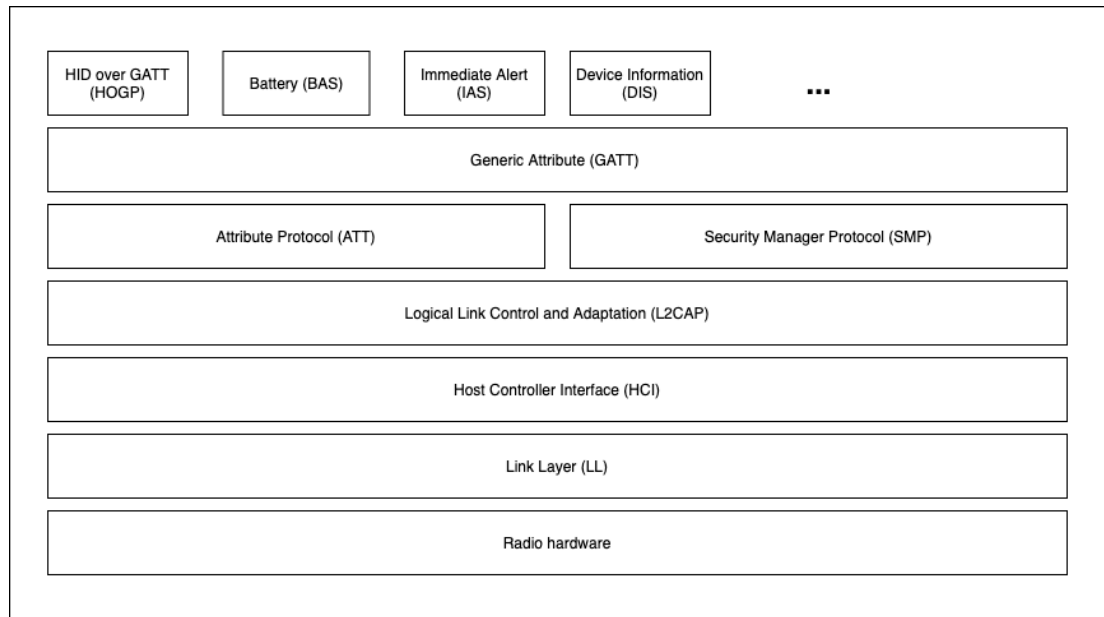 HID over GATT
(HOGP)
Battery (BAS)
Immediate Alert
(IAS)
Device Information
(DIS)
...
Generic Attribute (GATT)
Attribute Protocol (ATT)
Security Manager Protocol (SMP)
Logical Link Control and Adaptation (L2CAP)
Host Controller Interface (HCI)
Link Layer (LL)
Radio hardware